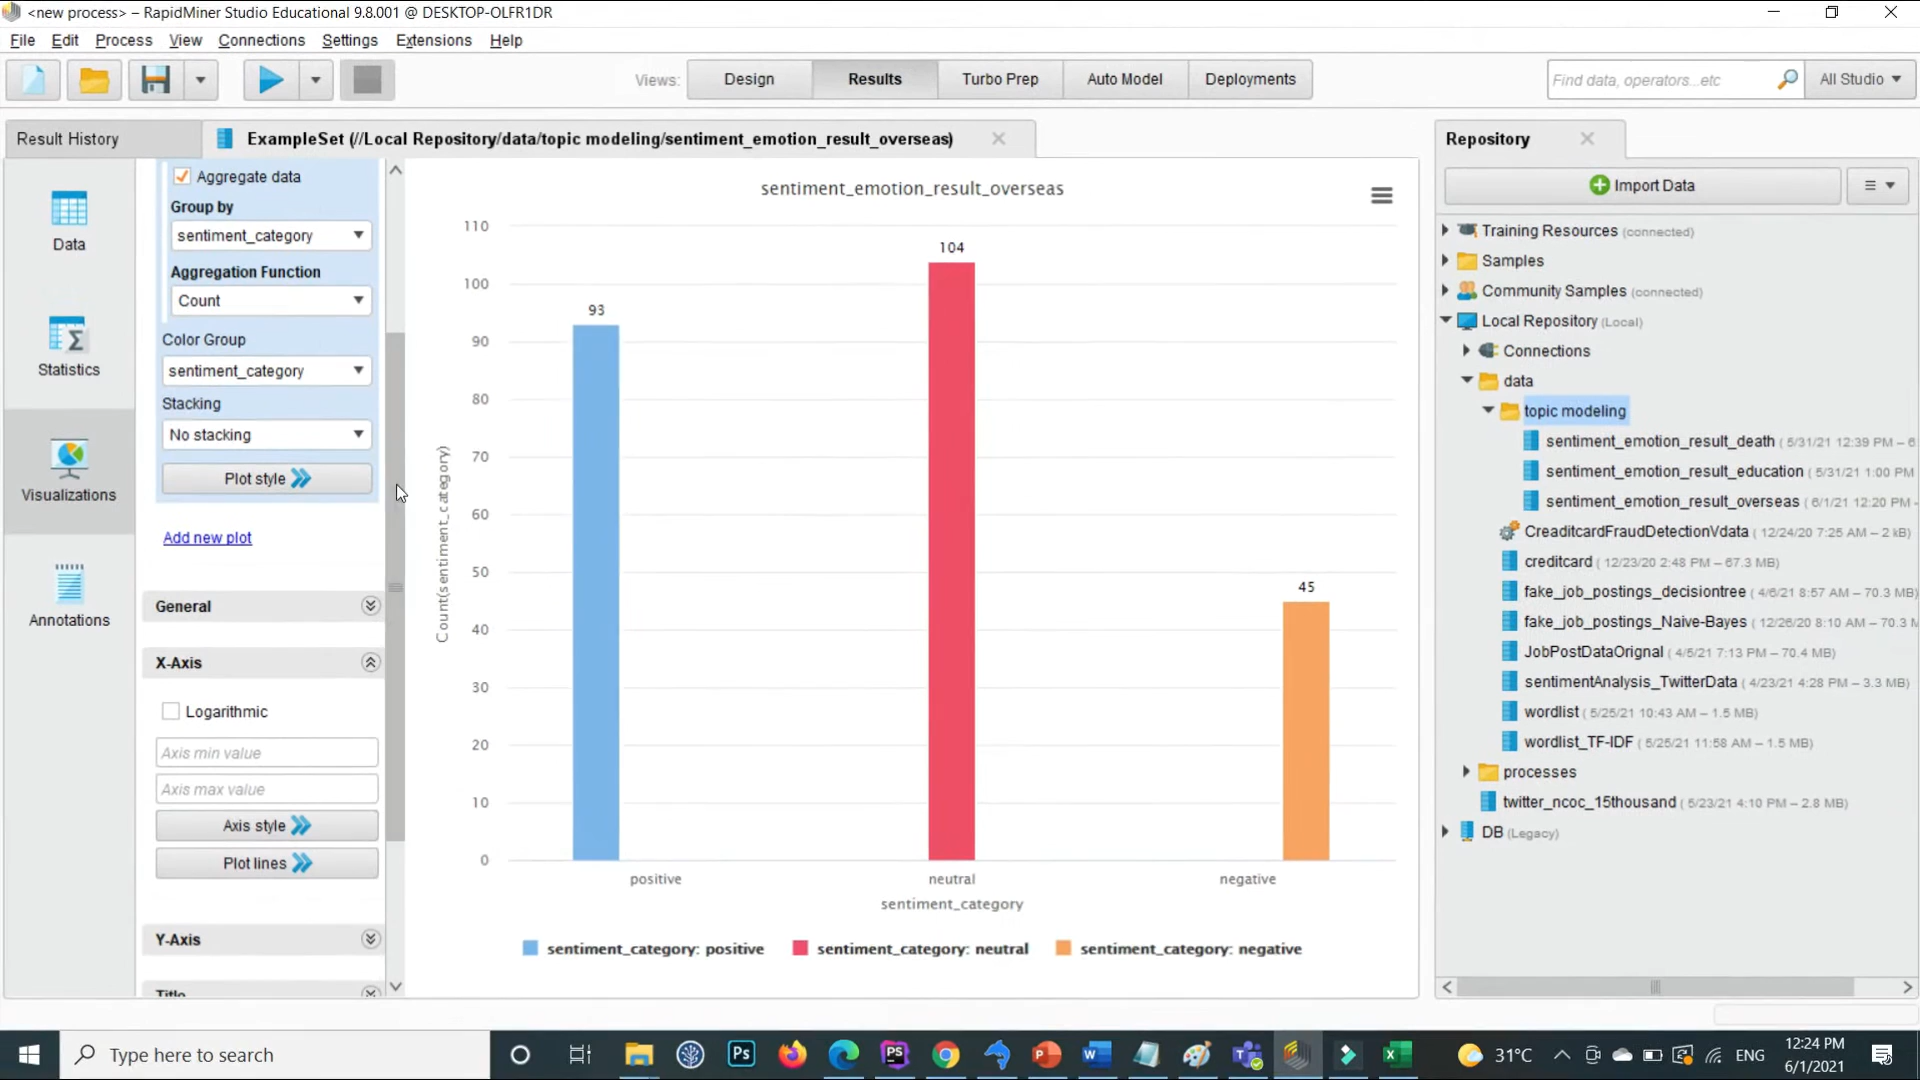 <new process> – RapidMiner Studio Educational 9.8.001 @ DESKTOP-OLFR1DR
File Edit Process View Connections Settings Extensions Help
Views: Design Results Turbo Prep Auto Model Deployments
Find data, operators...etc
All Studio
Result History
ExampleSet (//Local Repository/data/topic modeling/sentiment_emotion_result_overseas)
Data
Statistics
Visualizations
Annotations
Aggregate data
Group by
sentiment_category
Aggregation Function
Count
Color Group
sentiment_category
Stacking
No stacking
Plot style
Add new plot
General
X-Axis
Logarithmic
Axis min value
Axis max value
Axis style
Plot lines
Y-Axis
Title
sentiment_emotion_result_overseas
Count(sentiment_category)
110
100
90
80
70
60
50
40
30
20
10
0
93
104
45
positive neutral negative
sentiment_category
sentiment_category: positive sentiment_category: neutral sentiment_category: negative
Repository
Import Data
Training Resources (connected)
Samples
Community Samples (connected)
Local Repository (Local)
Connections
data
topic modeling
sentiment_emotion_result_death ( 5/31/21 12:39 PM – 6
sentiment_emotion_result_education ( 5/31/21 1:00 PM
sentiment_emotion_result_overseas ( 6/1/21 12:20 PM -
CreaditcardFraudDetectionVdata ( 12/24/20 7:25 AM – 2 kB)
creditcard ( 12/23/20 2:48 PM – 67.3 MB)
fake_job_postings_decisiontree ( 4/6/21 8:57 AM – 70.3 MB)
fake_job_postings_Naive-Bayes ( 12/26/20 8:10 AM – 70.3 M
JobPostDataOrignal ( 4/5/21 7:13 PM – 70.4 MB)
sentimentAnalysis_TwitterData ( 4/23/21 4:28 PM – 3.3 MB)
wordlist ( 5/25/21 10:43 AM – 1.5 MB)
wordlist_TF-IDF ( 5/25/21 11:58 AM – 1.5 MB)
processes
twitter_ncoc_15thousand ( 5/23/21 4:10 PM – 2.8 MB)
DB (Legacy)
Type here to search
Ps
PS
31°C
ENG
12:24 PM
6/1/2021